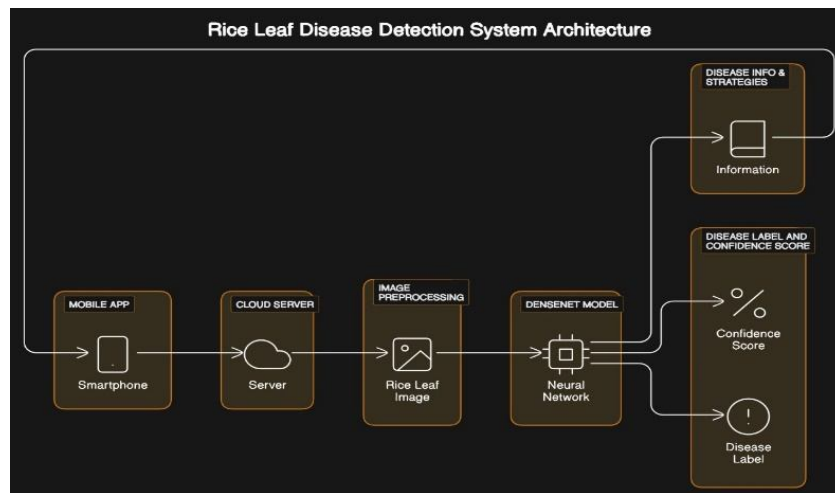 Rice Leaf Disease Detection System Architecture
DISEASE INFO &
STRATEGIES
Information
DISEASE LABEL AND
CONFIDENCE SCORE
MOBILE APP
CLOUD SERVER
IMAGE
PREPROCESSING
DENSENET MODEL
Smartphone
Server
Rice Leaf
Image
Neural
Network
Confidence
Score
Disease
Label